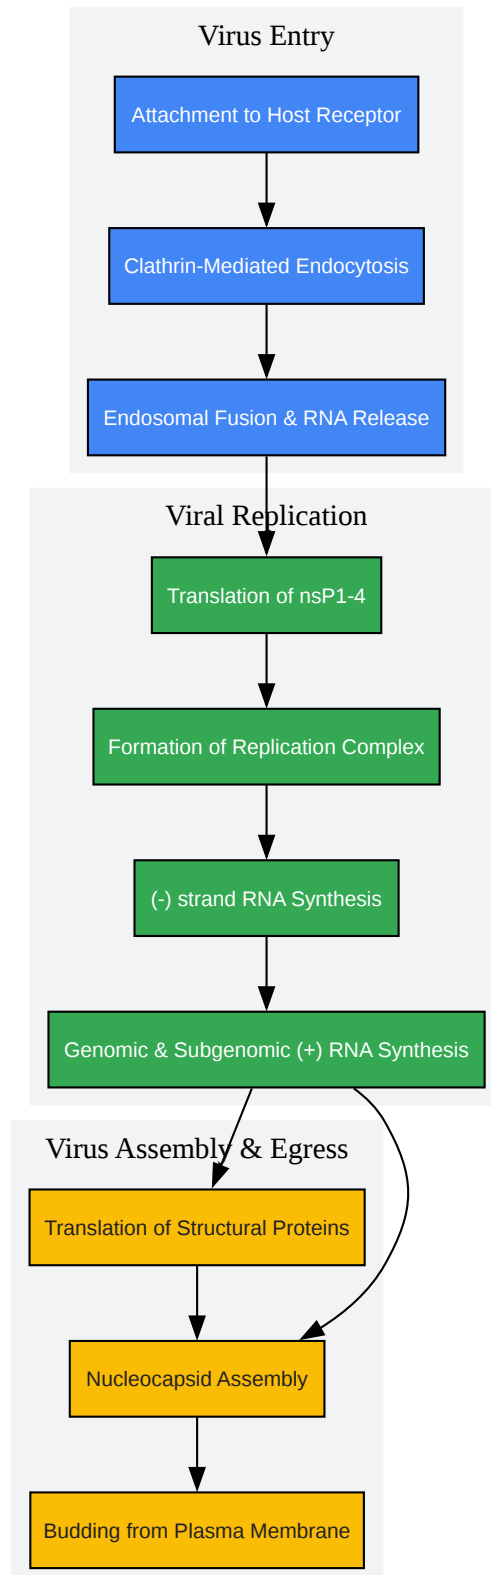 Virus Entry
Attachment to Host Receptor
Clathrin-Mediated Endocytosis
Endosomal Fusion & RNA Release
Viral Replication
Translation of nsP1-4
Formation of Replication Complex
(-) strand RNA Synthesis
Genomic & Subgenomic (+) RNA Synthesis
Virus Assembly & Egress
Translation of Structural Proteins
Nucleocapsid Assembly
Budding from Plasma Membrane